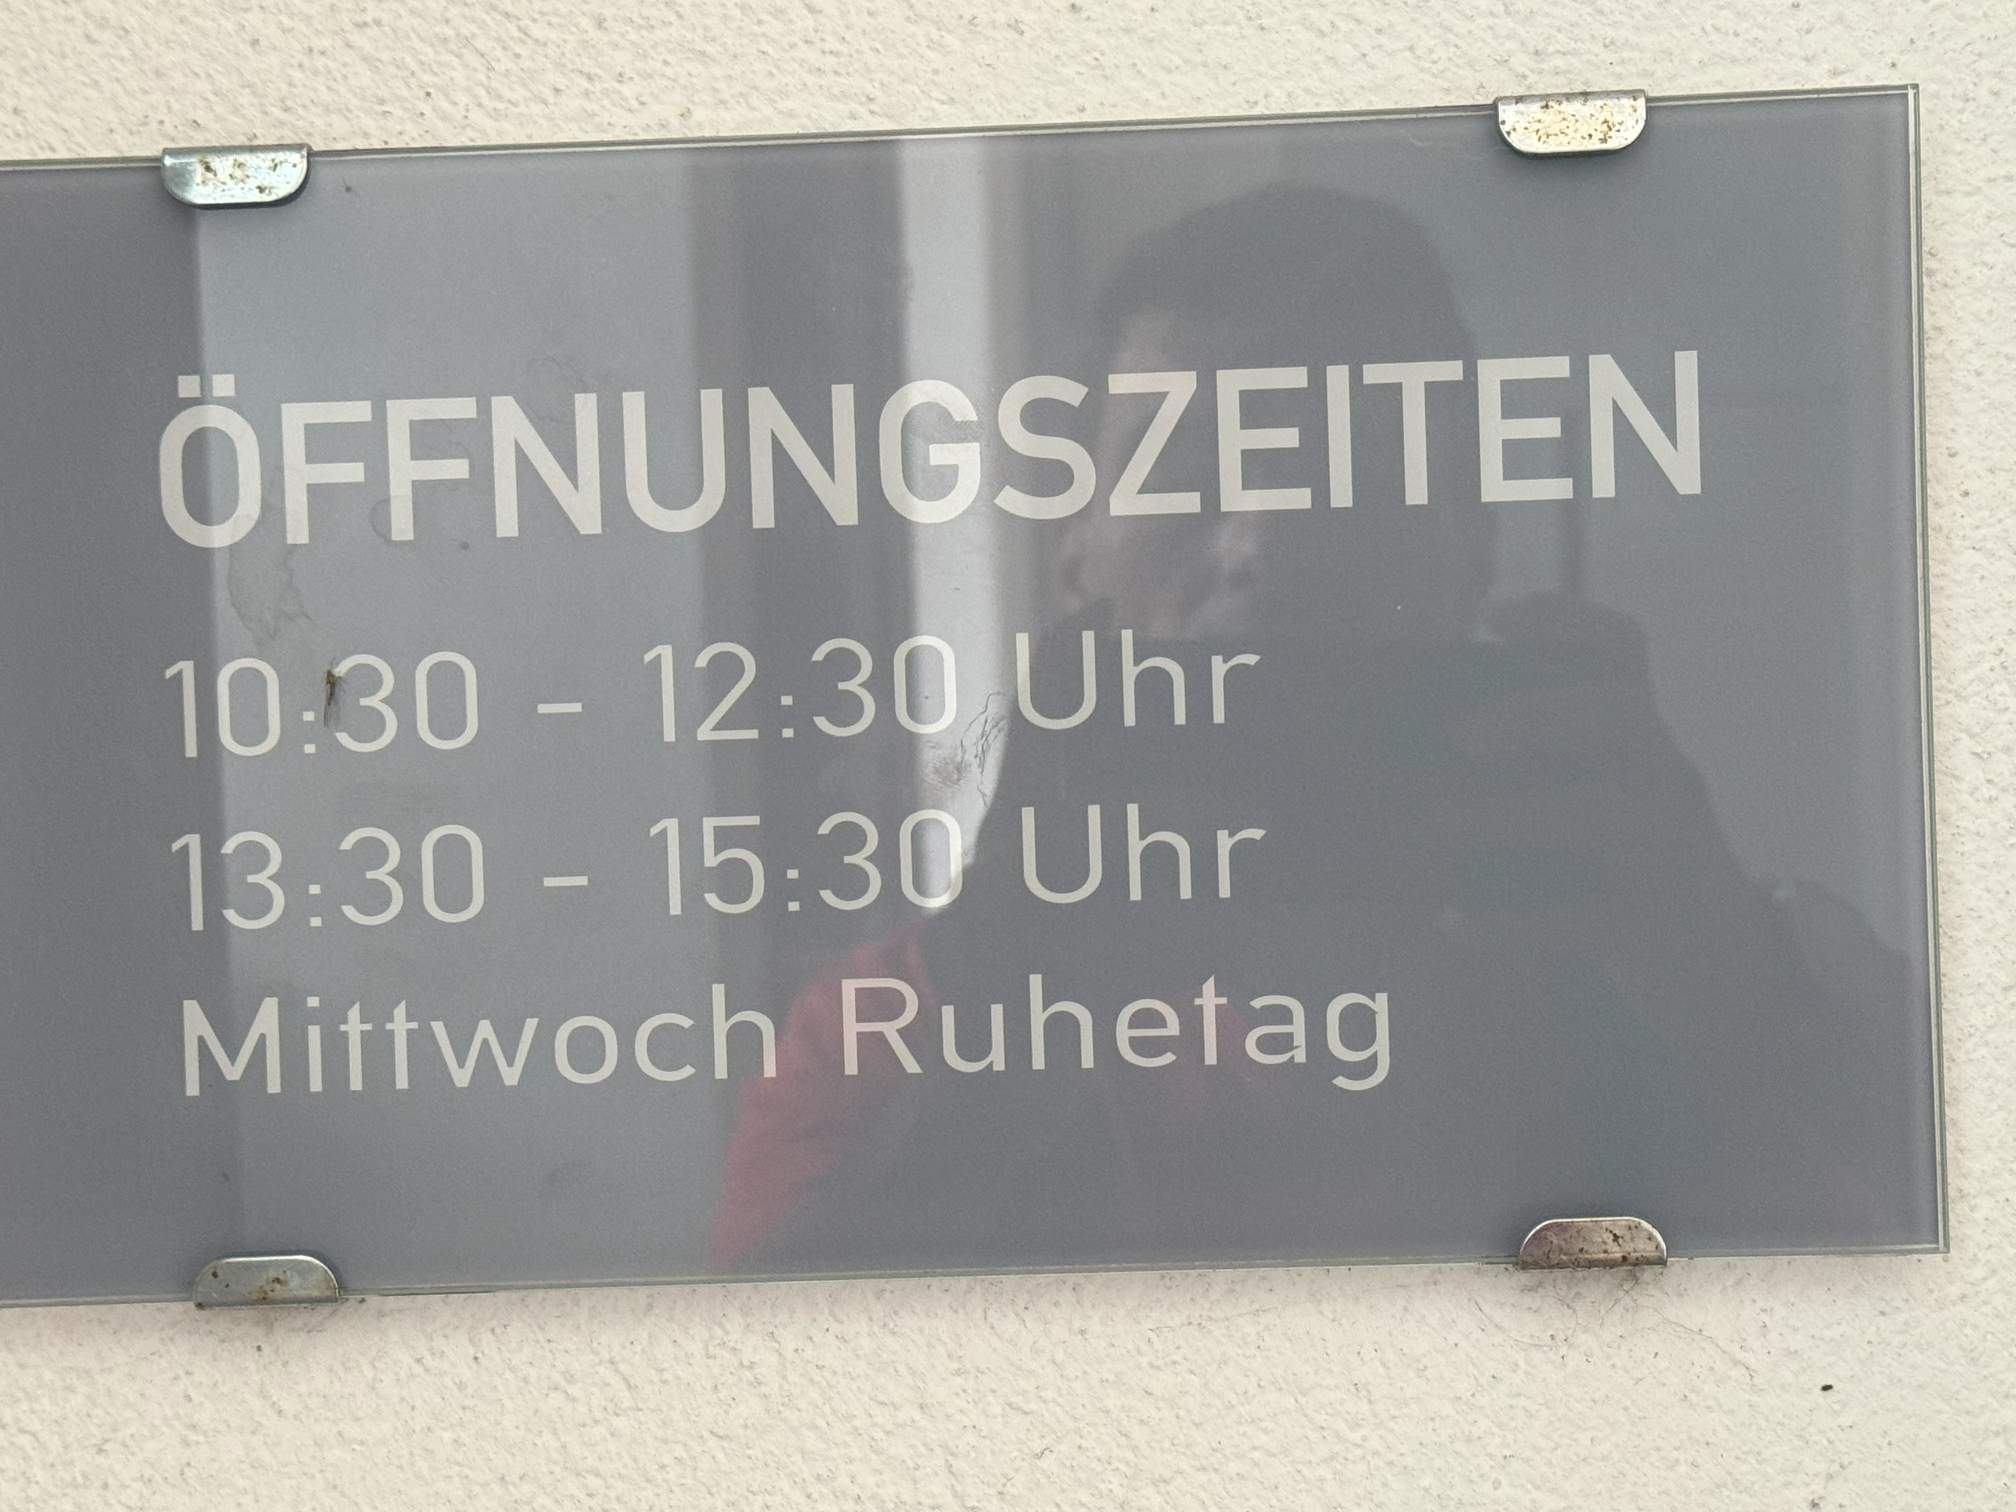 ÖFFNUNGSZEITEN
10:30 - 12:30 Uhr
13:30 - 15:30 Uhr
Mittwoch Ruhetag